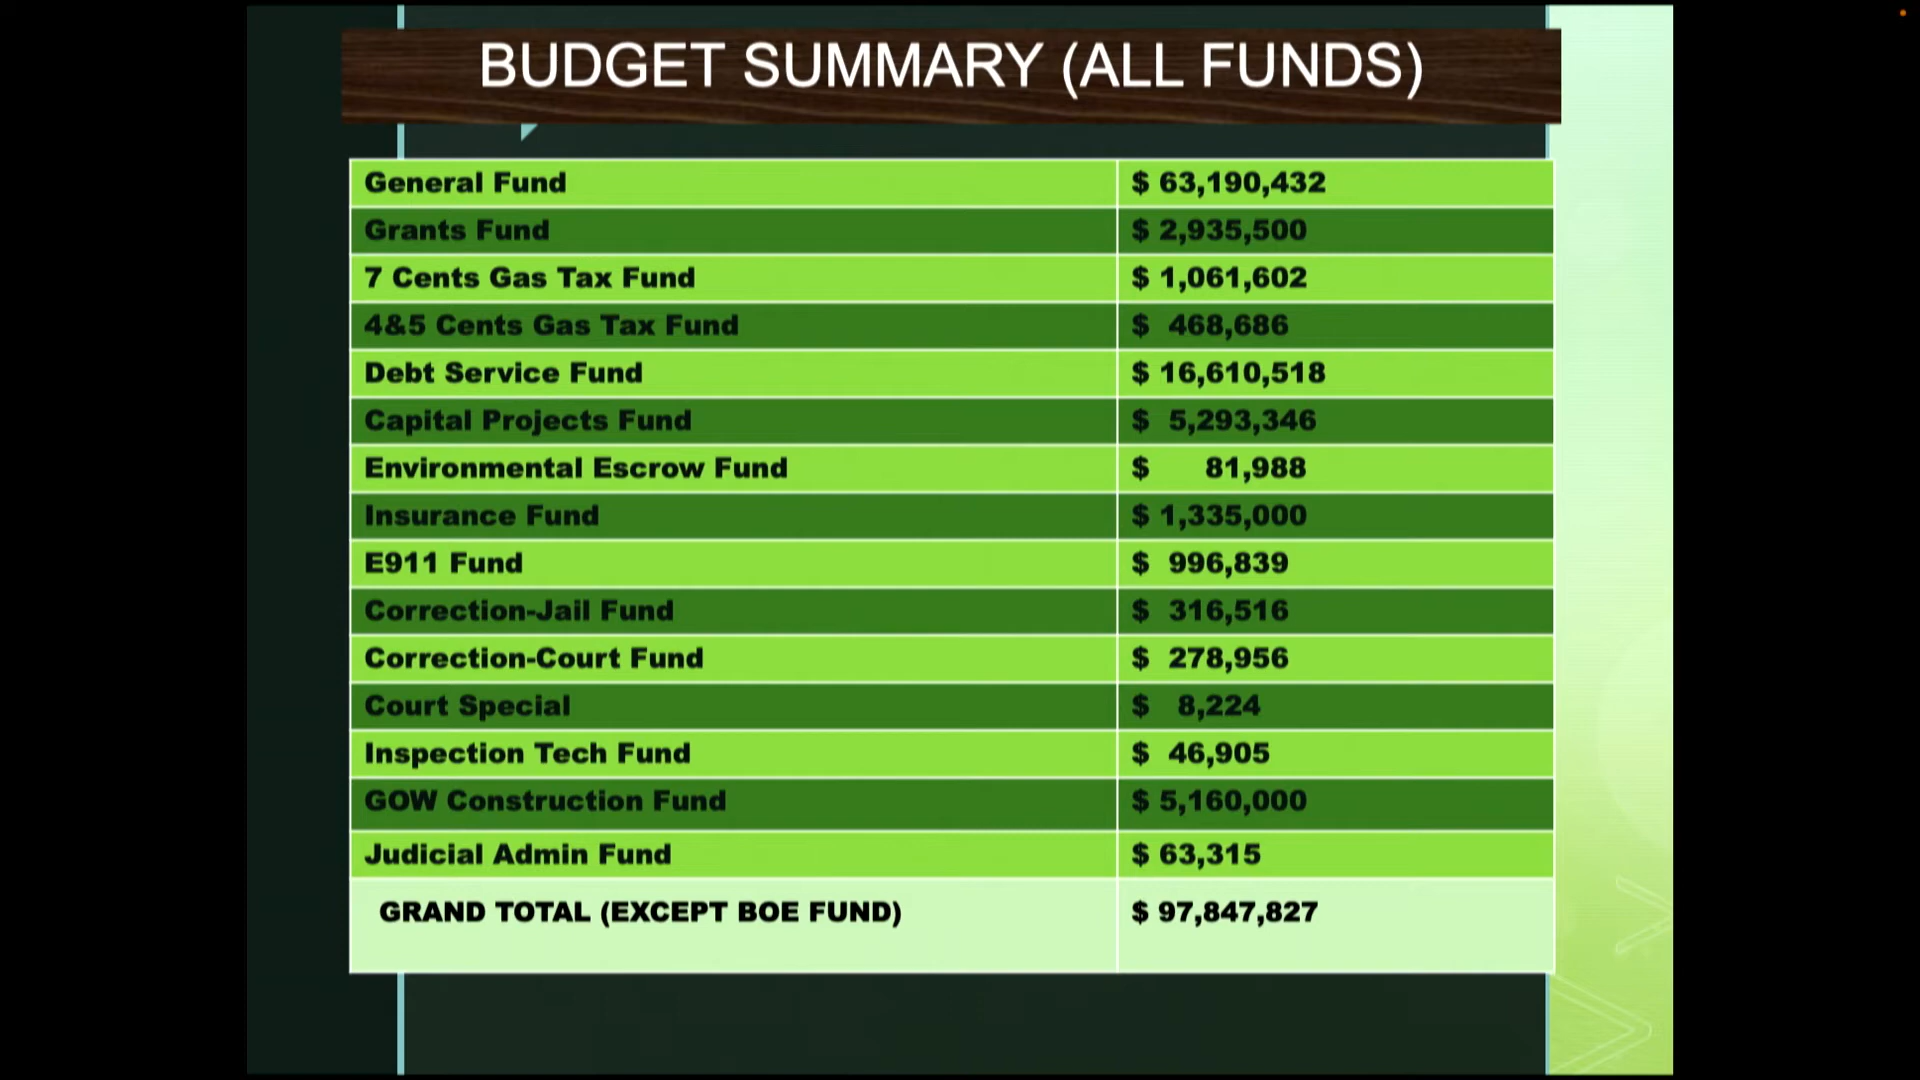 BUDGET SUMMARY (ALL FUNDS)
General Fund $ 63,190,432
Grants Fund $ 2,935,500
7 Cents Gas Tax Fund $ 1,061,602
4&5 Cents Gas Tax Fund $ 468,686
Debt Service Fund $ 16,610,518
Capital Projects Fund $ 5,293,346
Environmental Escrow Fund $ 81,988
Insurance Fund $ 1,335,000
E911 Fund $ 996,839
Correction-Jail Fund $ 316,516
Correction-Court Fund $ 278,956
Court Special $ 8,224
Inspection Tech Fund $ 46,905
GOW Construction Fund $ 5,160,000
Judicial Admin Fund $ 63,315
GRAND TOTAL (EXCEPT BOE FUND) $ 97,847,827